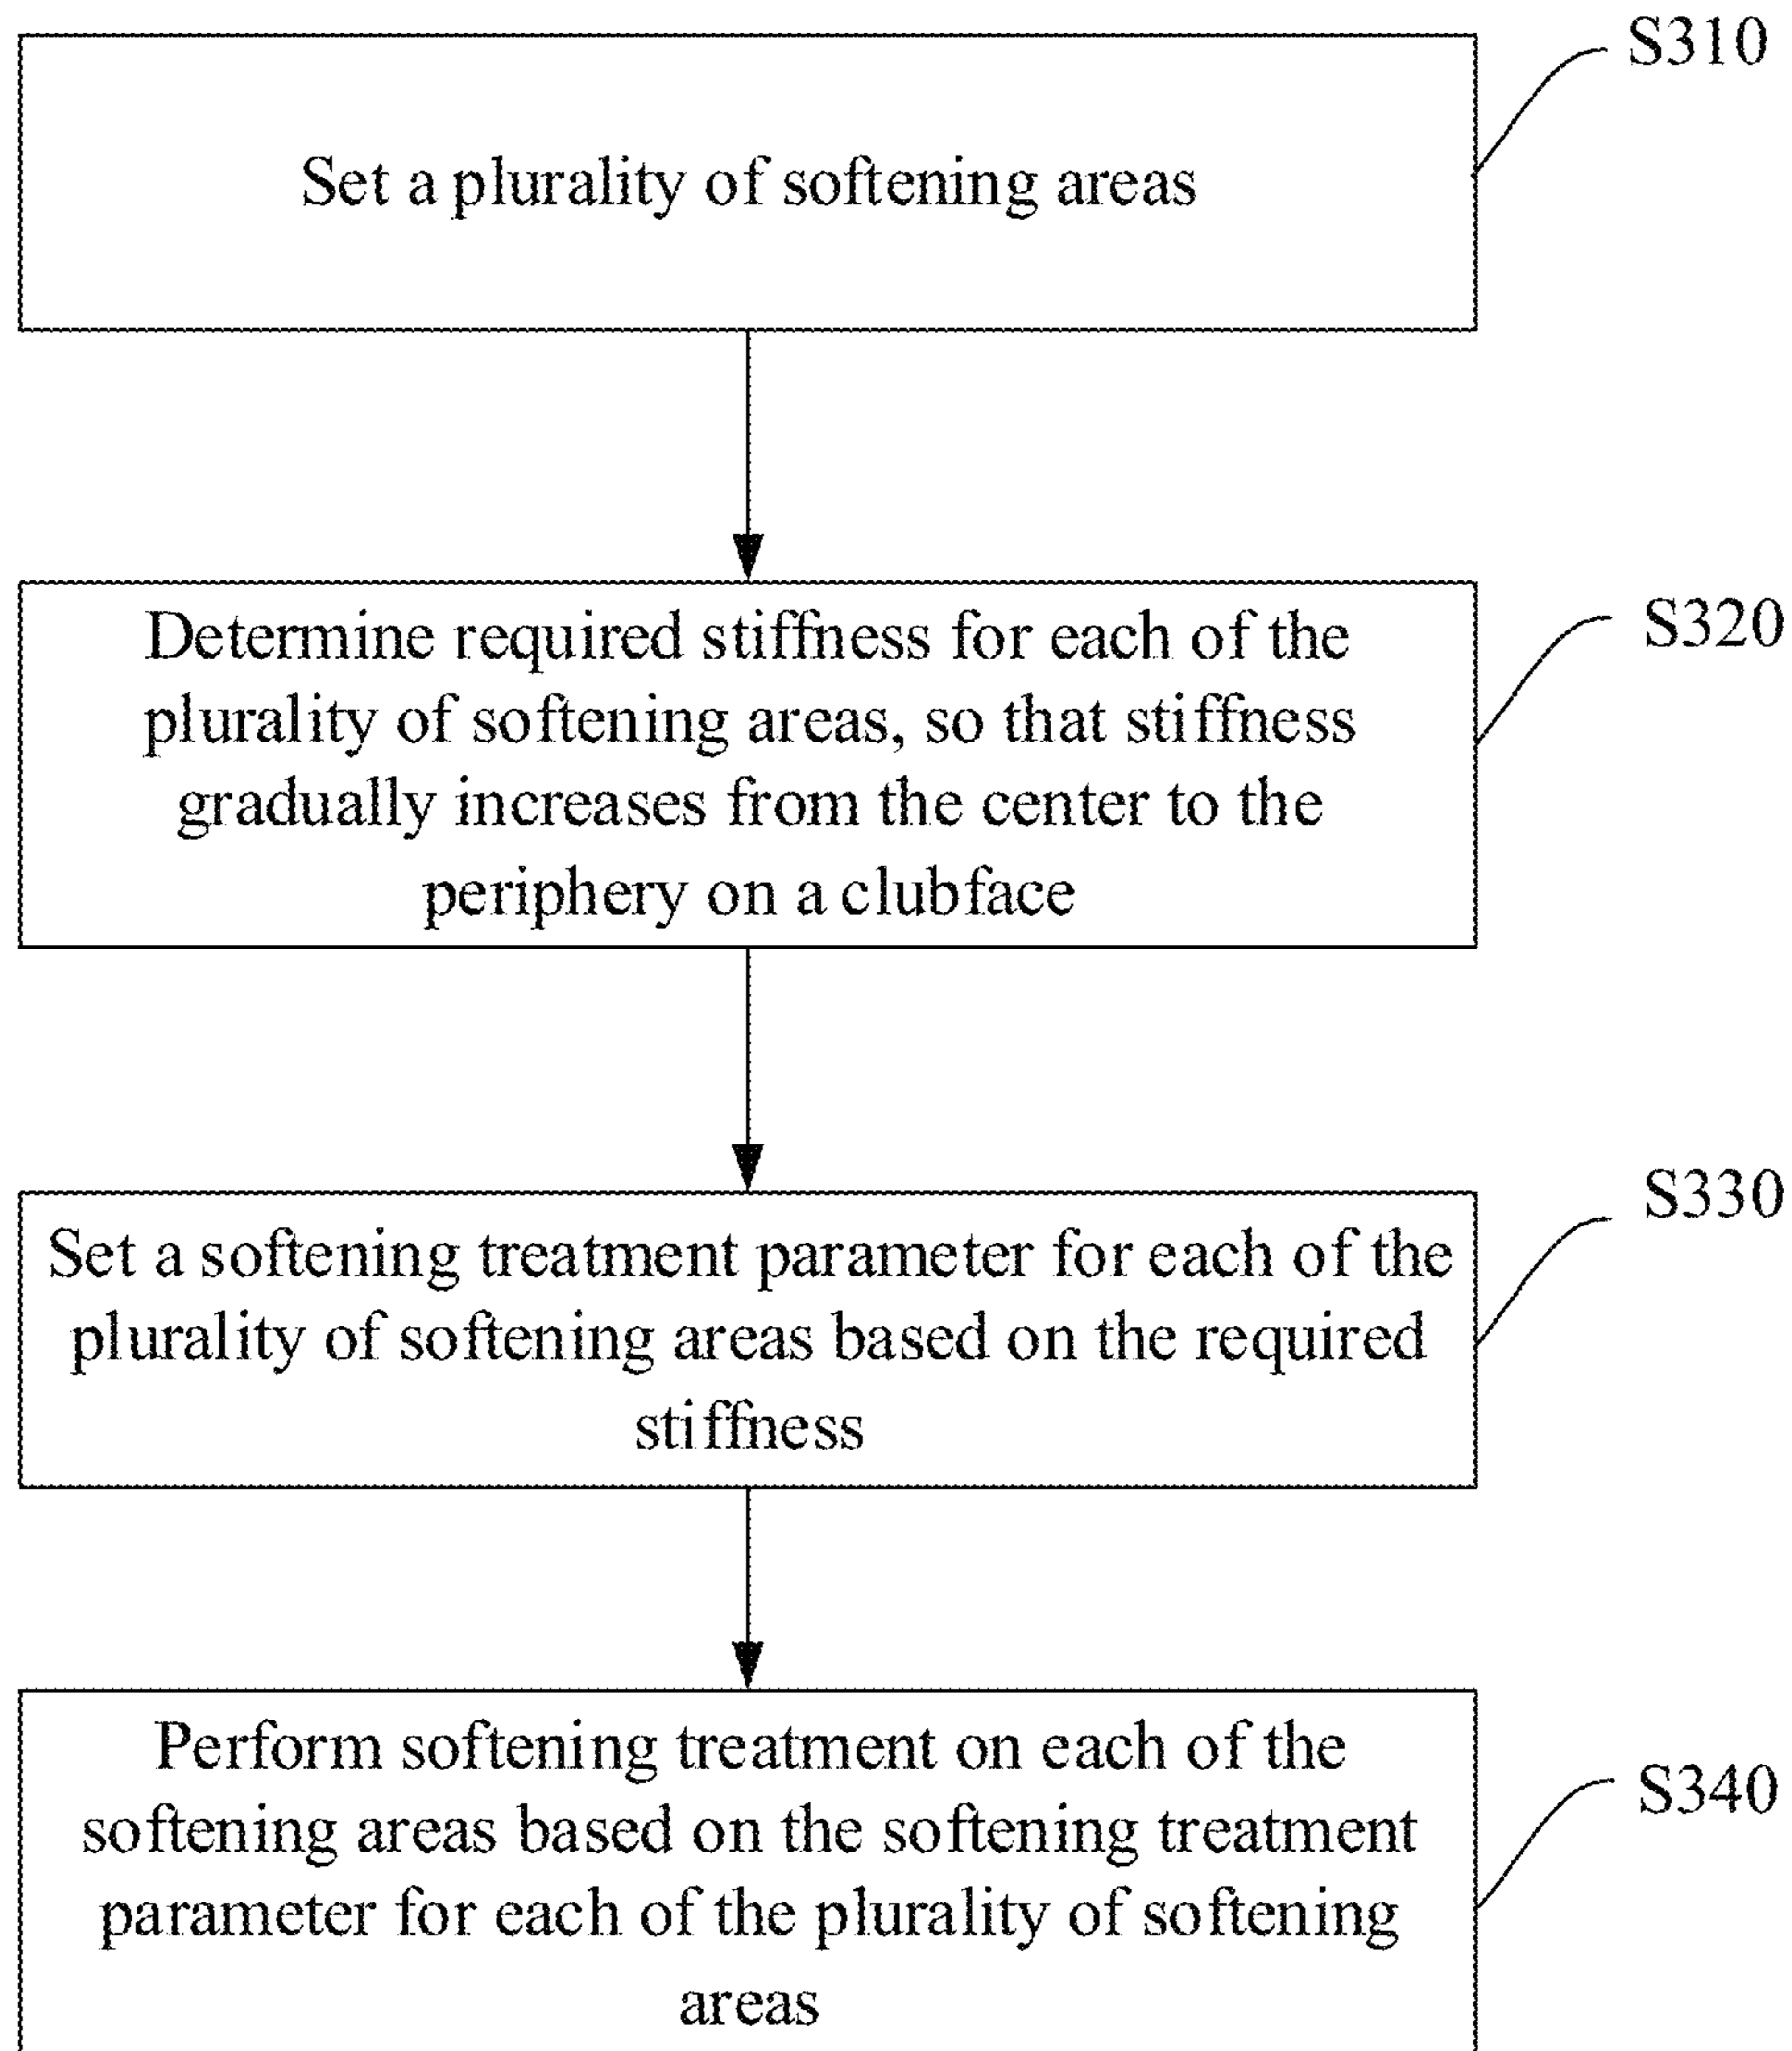 S310
Set a plurality of softening areas
Determine required stiffness for each of the
plurality of softening areas, so that stiffness
gradually increases from the center to the
periphery on a clubface
S320
Set a softening treatment parameter for each of the
plurality of softening areas based on the required
stiffness
S330
Perform softening treatment on each of the
softening areas based on the softening treatment
parameter for each of the plurality of softening
areas
S340